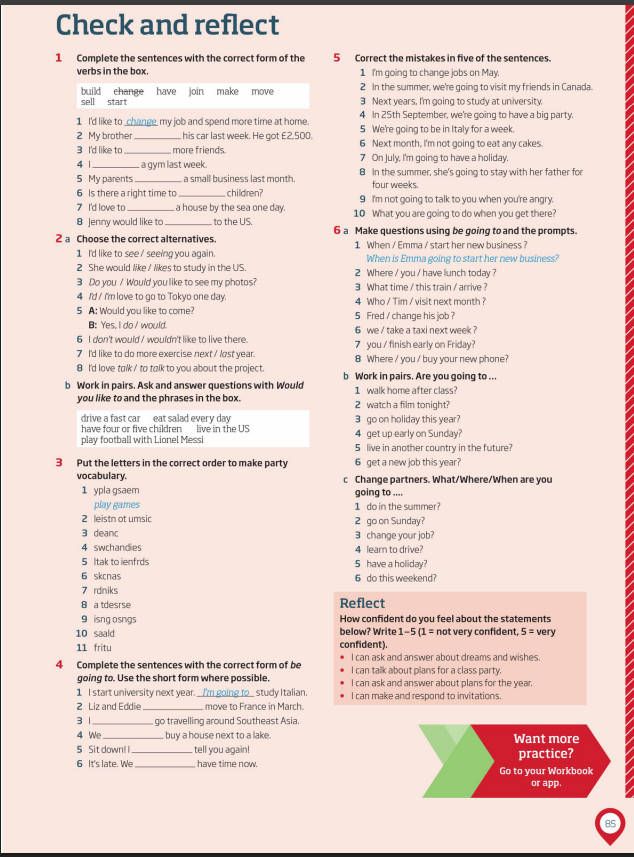 Check and reflect
1 Complete the sentences with the correct form of the
verbs in the box.
build change have join make move
sell start
1 I'd like to change my job and spend more time at home.
2 My brother ____________ his car last week. He got £2,500.
3 I'd like to ____________ more friends.
4 I ____________ a gym last week.
5 My parents ____________ a small business last month.
6 Is there a right time to ____________ children?
7 I'd love to ____________ a house by the sea one day.
8 Jenny would like to ____________ to the US.
2 a Choose the correct alternatives.
1 I'd like to see / seeing you again.
2 She would like / likes to study in the US.
3 Do you / Would you like to see my photos?
4 I'd / I'm love to go to Tokyo one day.
5 A: Would you like to come?
B: Yes, I do / would.
6 I don't would / wouldn't like to live there.
7 I'd like to do more exercise next / last year.
8 I'd love talk / to talk to you about the project.
b Work in pairs. Ask and answer questions with Would
you like to and the phrases in the box.
drive a fast car eat salad every day
have four or five children live in the US
play football with Lionel Messi
3 Put the letters in the correct order to make party
vocabulary.
1 ypla gsaem
play games
2 leistn ot umsic
3 deanc
4 swchandies
5 ltak to ienfrds
6 skcnas
7 rdniks
8 a tdesrse
9 isng osngs
10 saald
11 fritu
4 Complete the sentences with the correct form of be
going to. Use the short form where possible.
1 I start university next year. I'm going to study Italian.
2 Liz and Eddie ____________ move to France in March.
3 I ____________ go travelling around Southeast Asia.
4 We ____________ buy a house next to a lake.
5 Sit down! I ____________ tell you again!
6 It's late. We ____________ have time now.
5 Correct the mistakes in five of the sentences.
1 I'm going to change jobs on May.
2 In the summer, we're going to visit my friends in Canada.
3 Next years, I'm going to study at university.
4 In 25th September, we're going to have a big party.
5 We're going to be in Italy for a week.
6 Next month, I'm not going to eat any cakes.
7 On July, I'm going to have a holiday.
8 In the summer, she's going to stay with her father for
four weeks.
9 I'm not going to talk to you when you're angry.
10 What you are going to do when you get there?
6 a Make questions using be going to and the prompts.
1 When / Emma / start her new business ?
When is Emma going to start her new business?
2 Where / you / have lunch today ?
3 What time / this train / arrive ?
4 Who / Tim / visit next month ?
5 Fred / change his job ?
6 we / take a taxi next week ?
7 you / finish early on Friday?
8 Where / you / buy your new phone?
b Work in pairs. Are you going to ...
1 walk home after class?
2 watch a film tonight?
3 go on holiday this year?
4 get up early on Sunday?
5 live in another country in the future?
6 get a new job this year?
c Change partners. What/Where/When are you
going to ....
1 do in the summer?
2 go on Sunday?
3 change your job?
4 learn to drive?
5 have a holiday?
6 do this weekend?
Reflect
How confident do you feel about the statements
below? Write 1–5 (1 = not very confident, 5 = very
confident).
• I can ask and answer about dreams and wishes.
• I can talk about plans for a class party.
• I can ask and answer about plans for the year.
• I can make and respond to invitations.
Want more
practice?
Go to your Workbook
or app.
85